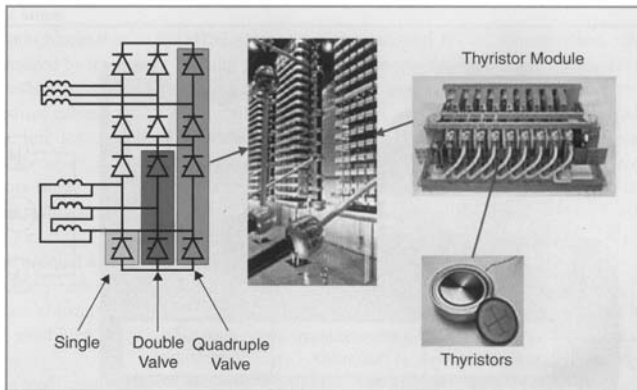 Thyristor Module
Single
Double
Valve
Quadruple
Valve
Thyristors